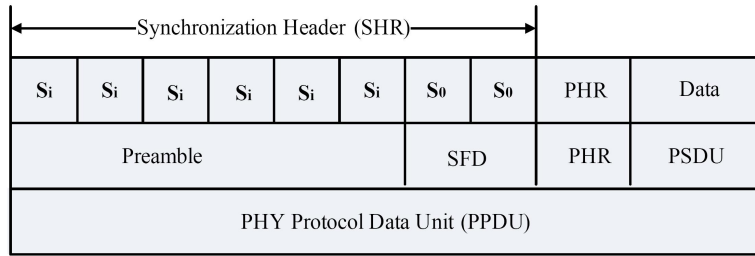 Synchronization Header (SHR)
Si Si Si Si Si Si S0 S0 PHR Data
Preamble SFD PHR PSDU
PHY Protocol Data Unit (PPDU)